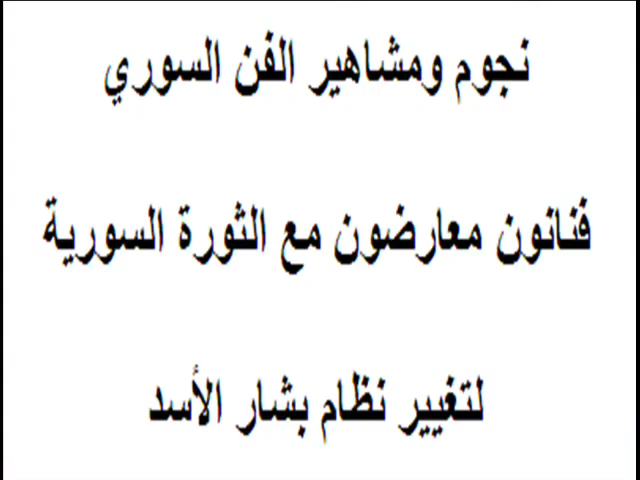 نجوم ومشاهير الفن السوري
فنانون معارضون مع الثورة السورية
لتغيير نظام بشار الأسد